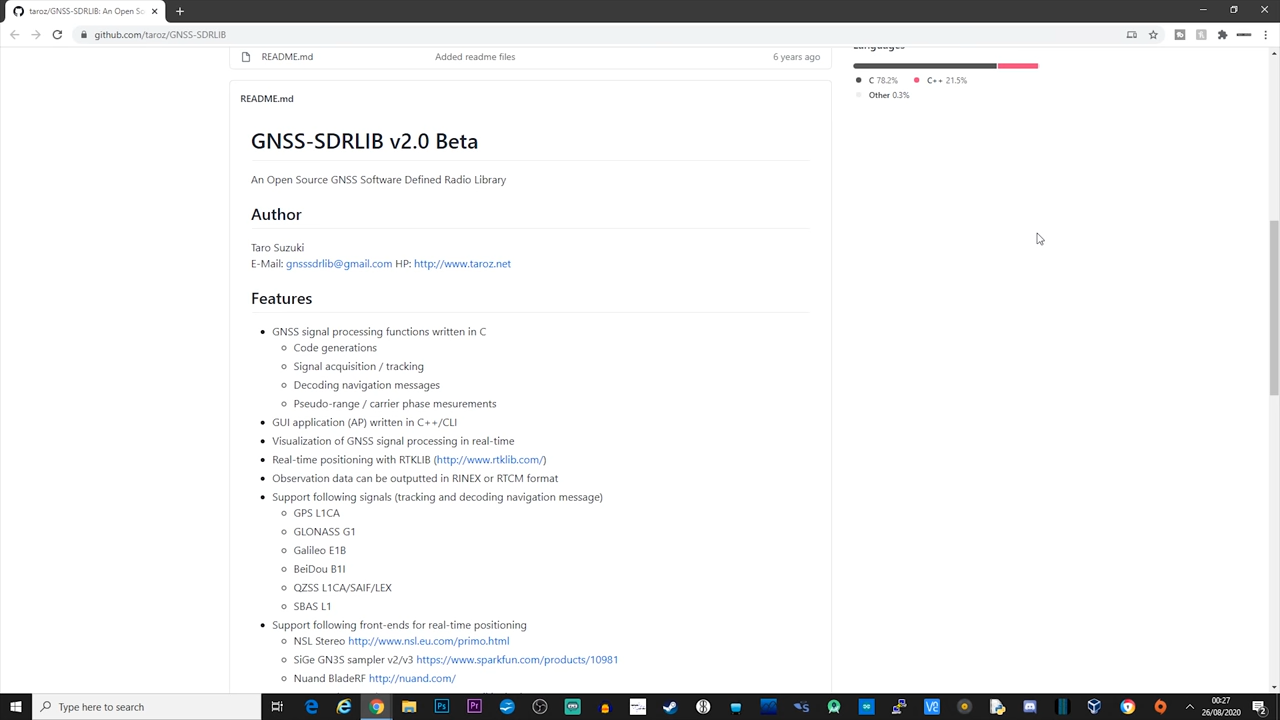 taroz/GNSS-SDRLIB: An Open So
github.com/taroz/GNSS-SDRLIB
Languages
README.md Added readme files 6 years ago
C 78.2% C++ 21.5%
Other 0.3%
README.md
GNSS-SDRLIB v2.0 Beta
An Open Source GNSS Software Defined Radio Library
Author
Taro Suzuki
E-Mail: gnsssdrlib@gmail.com HP: http://www.taroz.net
Features
GNSS signal processing functions written in C
Code generations
Signal acquisition / tracking
Decoding navigation messages
Pseudo-range / carrier phase mesurements
GUI application (AP) written in C++/CLI
Visualization of GNSS signal processing in real-time
Real-time positioning with RTKLIB (http://www.rtklib.com/)
Observation data can be outputted in RINEX or RTCM format
Support following signals (tracking and decoding navigation message)
GPS L1CA
GLONASS G1
Galileo E1B
BeiDou B1I
QZSS L1CA/SAIF/LEX
SBAS L1
Support following front-ends for real-time positioning
NSL Stereo http://www.nsl.eu.com/primo.html
SiGe GN3S sampler v2/v3 https://www.sparkfun.com/products/10981
Nuand BladeRF http://nuand.com/
Type here to search
00:27
26/08/2020